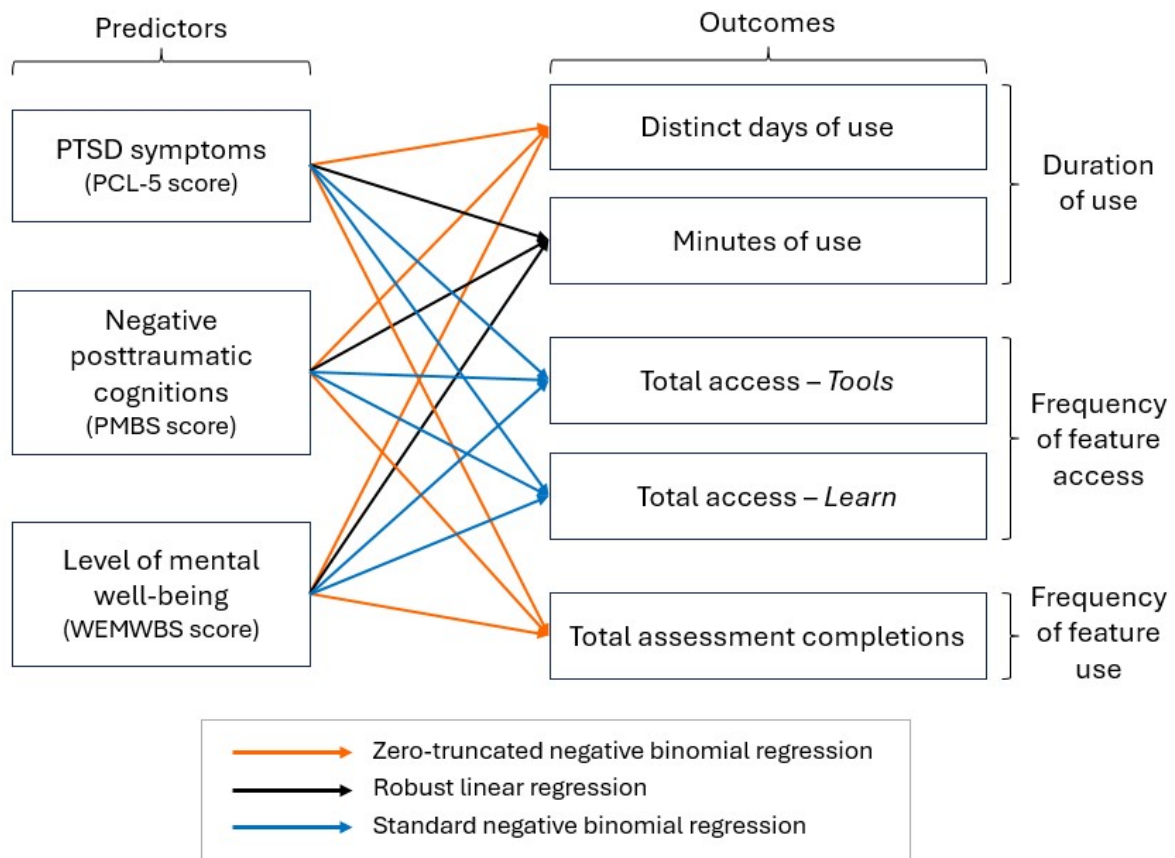 Predictors
Outcomes
PTSD symptoms
(PCL-5 score)
Negative
posttraumatic
cognitions
(PMBS score)
Level of mental
well-being
(WEMWBS score)
Distinct days of use
Minutes of use
Duration
of use
Total access – Tools
Total access – Learn
Frequency
of feature
access
Total assessment completions
Frequency
of feature
use
Zero-truncated negative binomial regression
Robust linear regression
Standard negative binomial regression